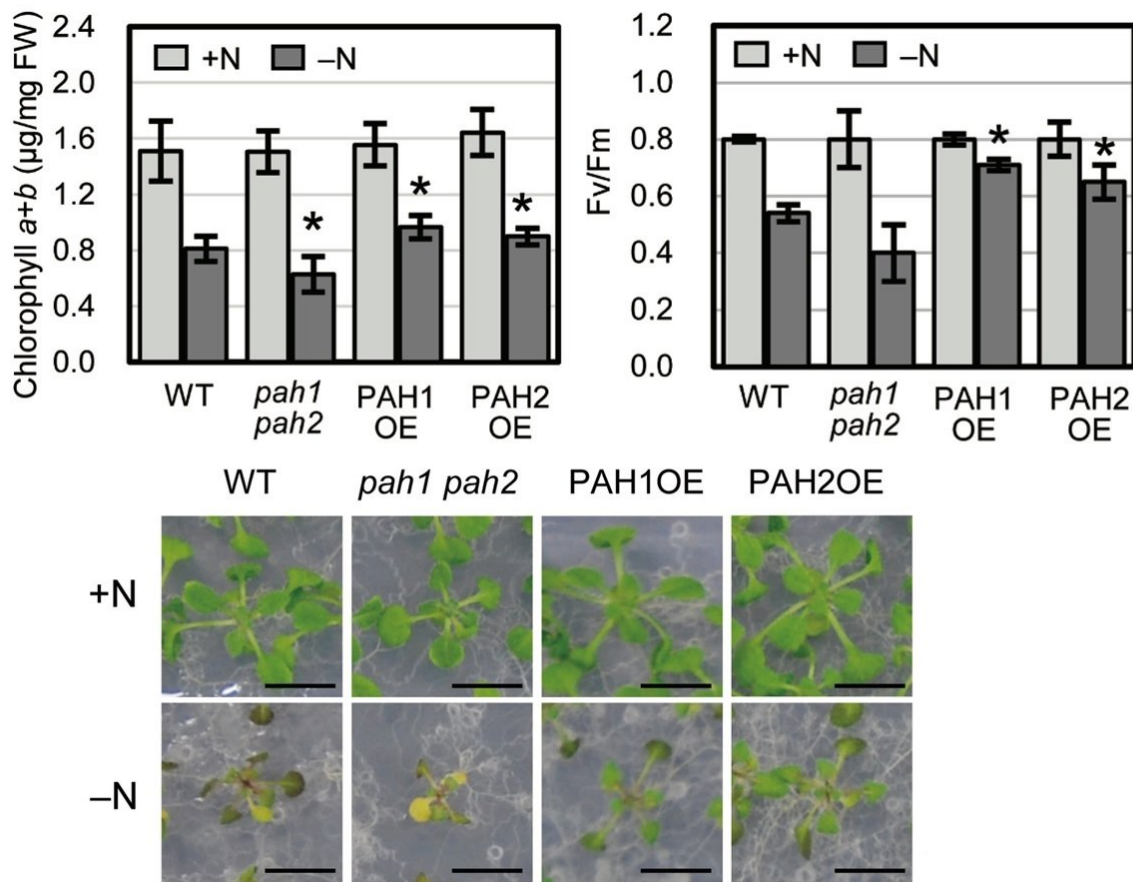 Chlorophyll a+b (µg/mg FW)
2.4
2.0
1.6
1.2
0.8
0.4
0.0
+N –N
* * *
WT pah1 PAH1 PAH2
pah2 OE OE
Fv/Fm
1.2
1.0
0.8
0.6
0.4
0.2
0.0
+N –N
* *
WT pah1 PAH1 PAH2
pah2 OE OE
WT pah1 pah2 PAH1OE PAH2OE
+N
–N